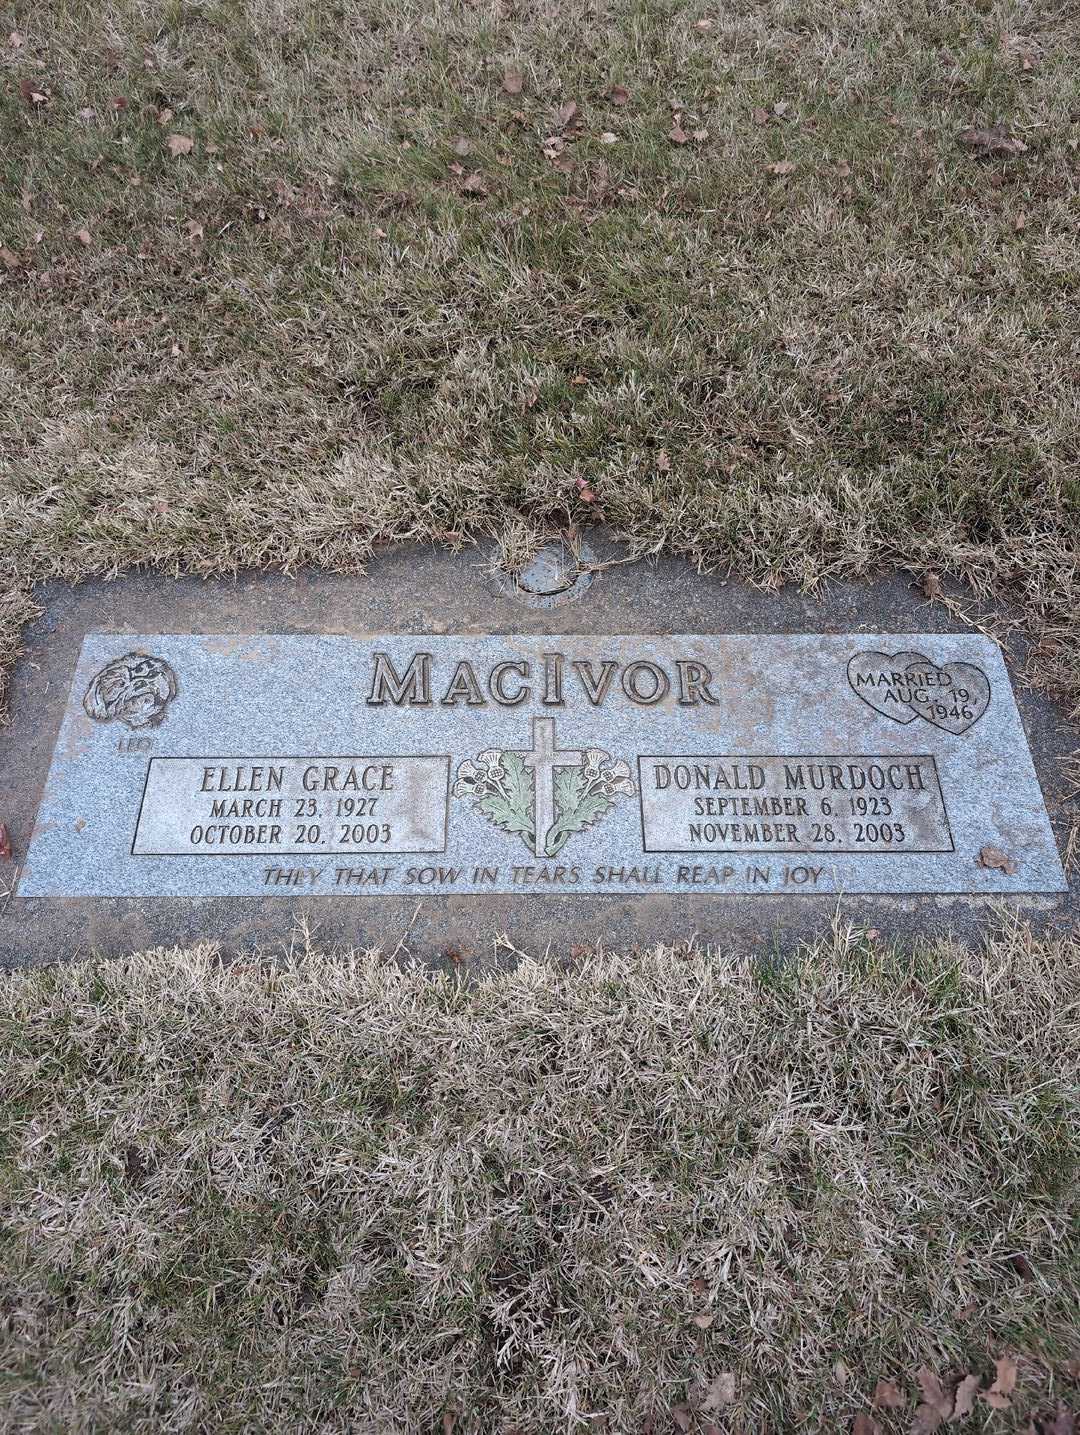 MACIVOR
MARRIED
AUG. 19,
1946
ELLEN GRACE
MARCH 23, 1927
OCTOBER 20, 2003
DONALD MURDOCH
SEPTEMBER 6, 1923
NOVEMBER 28, 2003
THEY THAT SOW IN TEARS SHALL REAP IN JOY